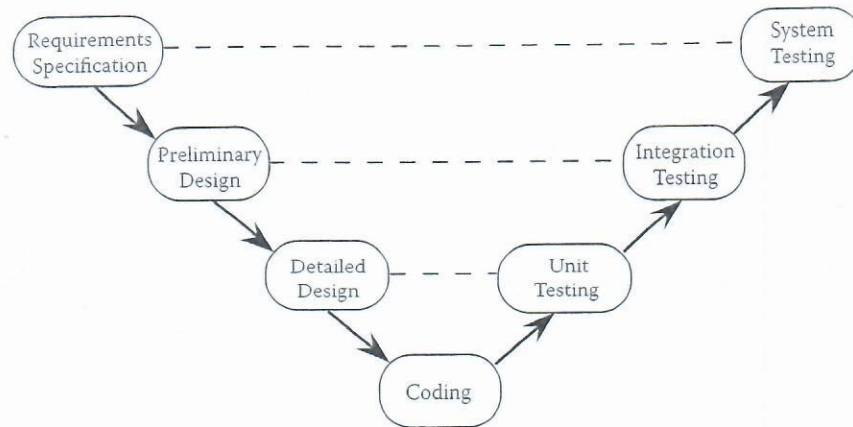 Requirements
Specification
System
Testing
Preliminary
Design
Integration
Testing
Detailed
Design
Unit
Testing
Coding